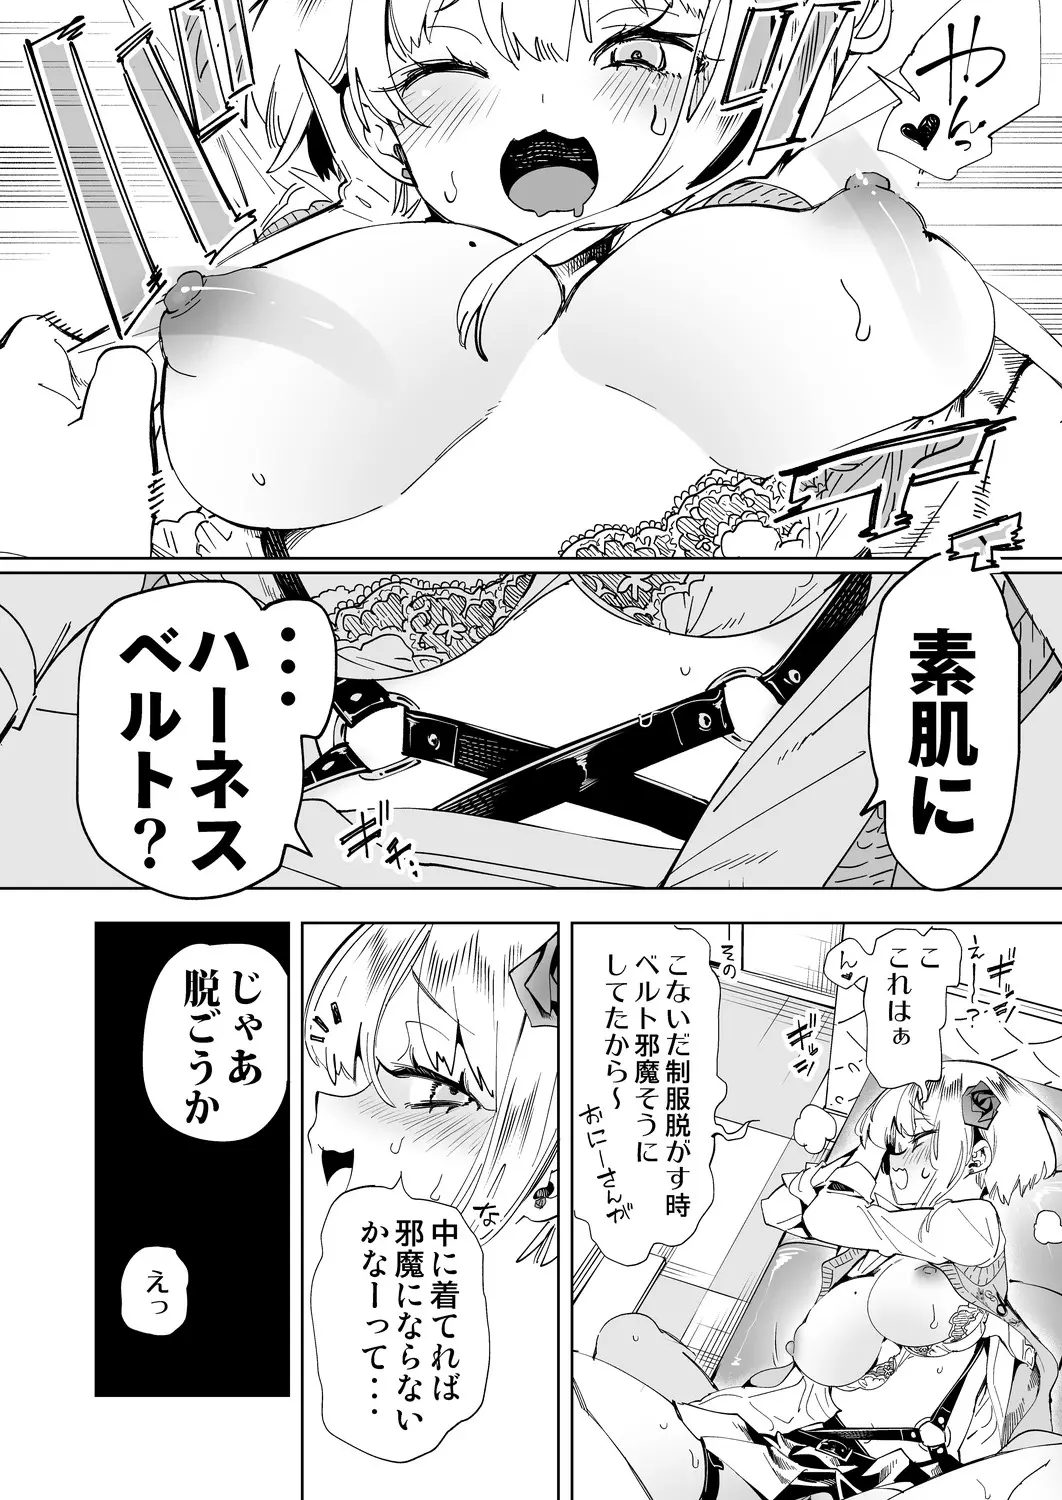 やんっ
素肌に
・・・
ハーネス
ベルト？
ギ
えー…？
こ
これはぁ
ん
その
こないだ制服脱がす時
ベルト邪魔そうに
してたから〜
おにーさんが
な
中に着てれば
邪魔にならない
かなーって・・・・
じゃあ
脱ごうか
えっ